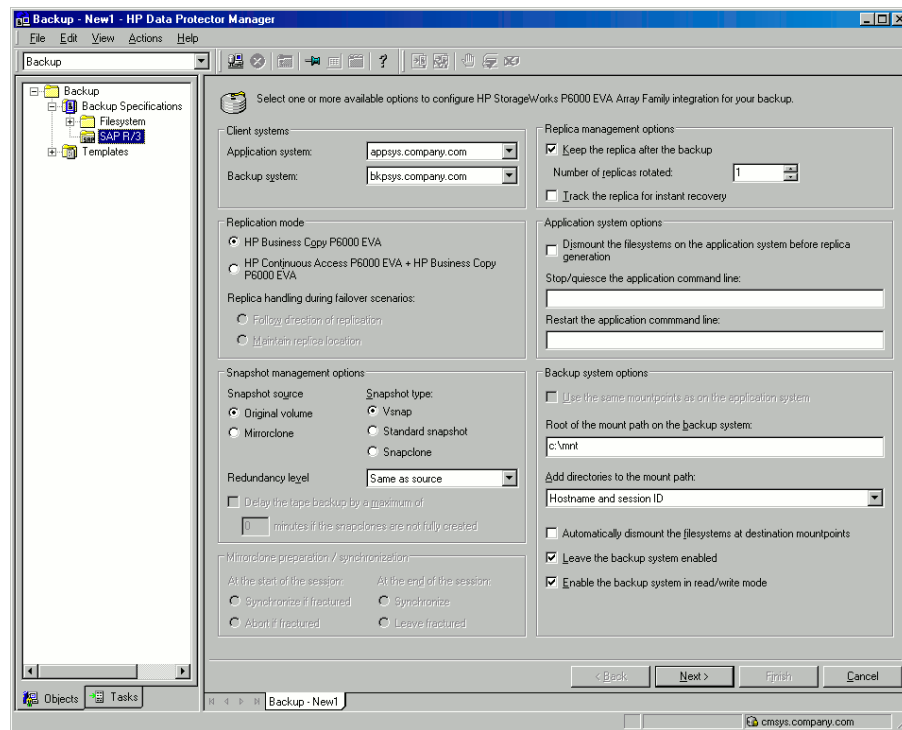 Backup - New1 - HP Data Protector Manager
File Edit View Actions Help
Backup
Backup
Backup Specifications
Filesystem
SAP R/3
Templates
Select one or more available options to configure HP StorageWorks P6000 EVA Array Family integration for your backup.
Client systems
Application system: appsys.company.com
Backup system: bkpsys.company.com
Replication mode
HP Business Copy P6000 EVA
HP Continuous Access P6000 EVA + HP Business Copy
P6000 EVA
Replica handling during failover scenarios:
Follow direction of replication
Maintain replica location
Snapshot management options
Snapshot source Snapshot type:
Original volume Vsnap
Mirrorclone Standard snapshot
Snapclone
Redundancy level Same as source
Delay the tape backup by a maximum of
0 minutes if the snapclones are not fully created
Mirrorclone preparation / synchronization
At the start of the session: At the end of the session:
Synchronize if fractured Synchronize
Abort if fractured Leave fractured
Replica management options
Keep the replica after the backup
Number of replicas rotated: 1
Track the replica for instant recovery
Application system options
Dismount the filesystems on the application system before replica
generation
Stop/quiesce the application command line:
Restart the application commmand line:
Backup system options
Use the same mountpoints as on the application system
Root of the mount path on the backup system:
c:\mnt
Add directories to the mount path:
Hostname and session ID
Automatically dismount the filesystems at destination mountpoints
Leave the backup system enabled
Enable the backup system in read/write mode
< Back Next > Finish Cancel
Objects Tasks
Backup - New1
cmsys.company.com